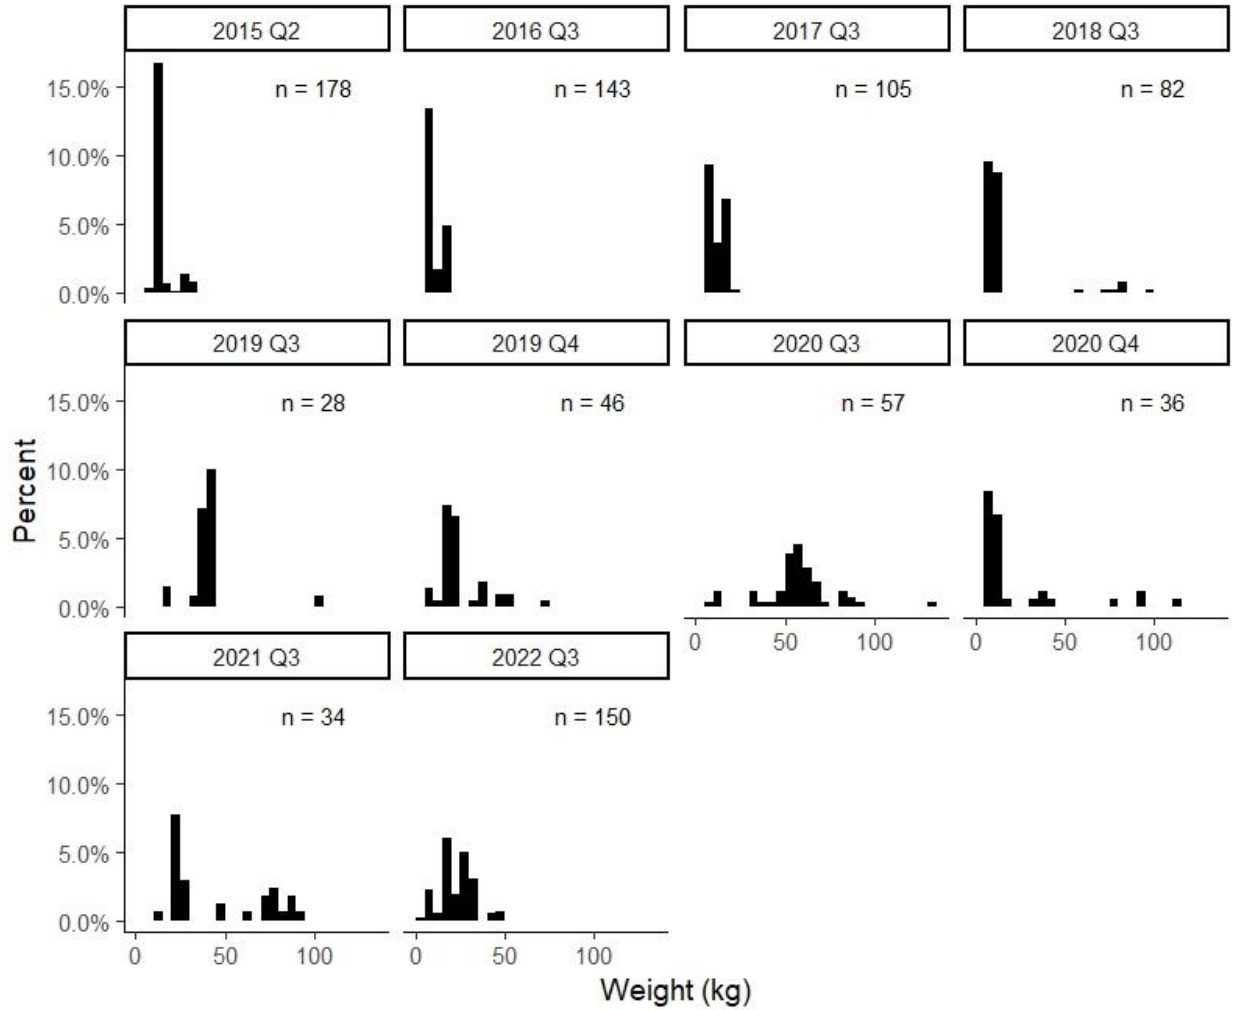 2015 Q2 2016 Q3 2017 Q3 2018 Q3
15.0% n = 178 n = 143 n = 105 n = 82
10.0%
5.0%
0.0%
2019 Q3 2019 Q4 2020 Q3 2020 Q4
15.0% n = 28 n = 46 n = 57 n = 36
Percent
10.0%
5.0%
0.0%
0 50 100 0 50 100
2021 Q3 2022 Q3
15.0% n = 34 n = 150
10.0%
5.0%
0.0%
0 50 100 0 50 100
Weight (kg)